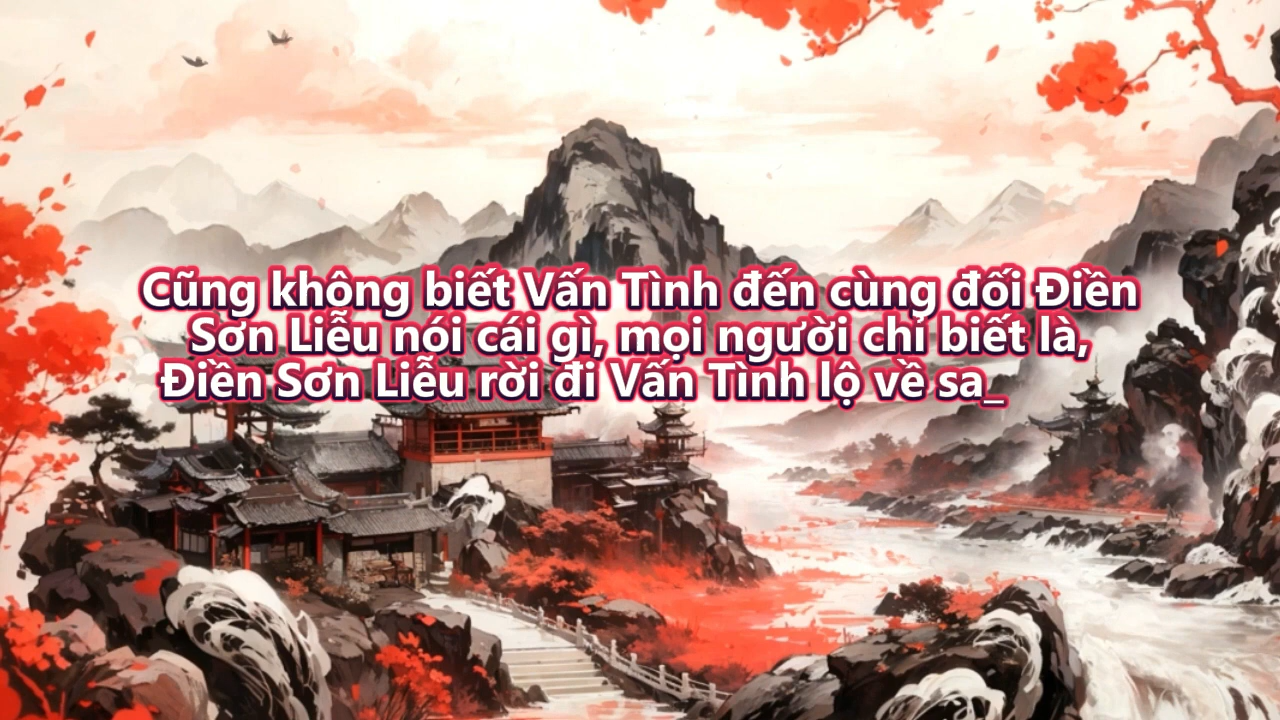 Cũng không biết Vấn Tình đến cùng đối Điền
Sơn Liễu nói cái gì, mọi người chỉ biết là,
Điền Sơn Liễu rời đi Vấn Tình lộ về sa_